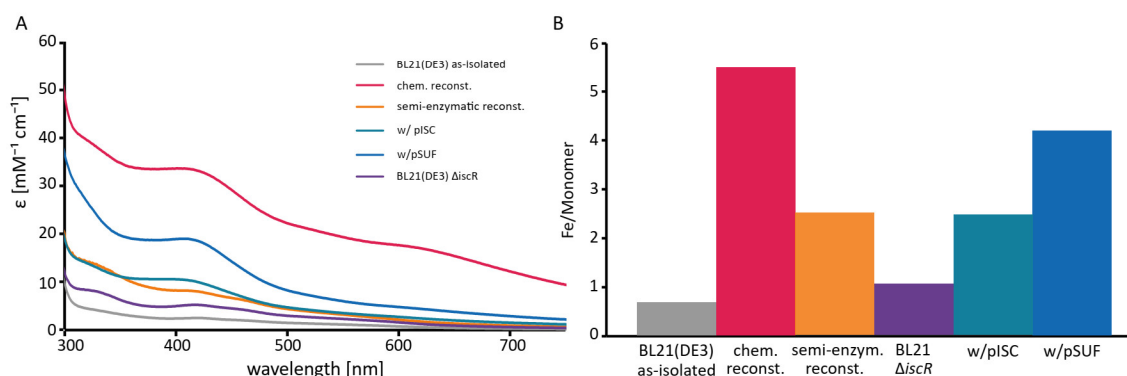 A
60
50
40
30
20
10
0
ε [mM⁻¹ cm⁻¹]
300
400
500
600
700
wavelength [nm]
BL21(DE3) as-isolated
chem. reconst.
semi-enzymatic reconst.
w/ pISC
w/pSUF
BL21(DE3) ΔiscR
B
6
5
4
3
2
1
0
Fe/Monomer
BL21(DE3)
as-isolated
chem.
reconst.
semi-enzym.
reconst.
BL21
ΔiscR
w/pISC
w/pSUF